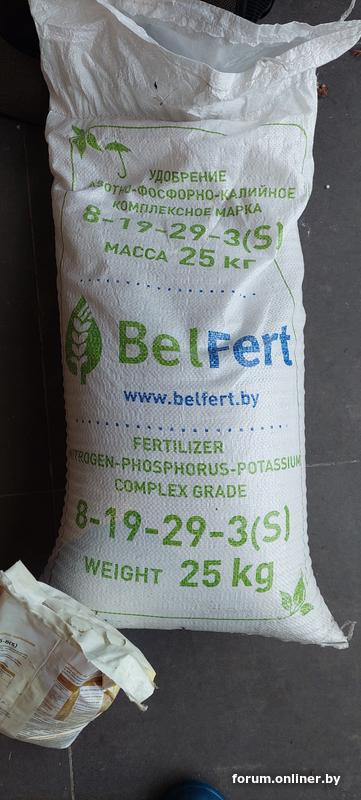 УДОБРЕНИЕ
АЗОТНО-ФОСФОРНО-КАЛИЙНОЕ
КОМПЛЕКСНОЕ МАРКА
8-19-29-3(S)
МАССА 25 КГ
BelFert
www.belfert.by
FERTILIZER
NITROGEN-PHOSPHORUS-POTASSIUM
COMPLEX GRADE
8-19-29-3(S)
WEIGHT 25 kg
forum.onliner.by